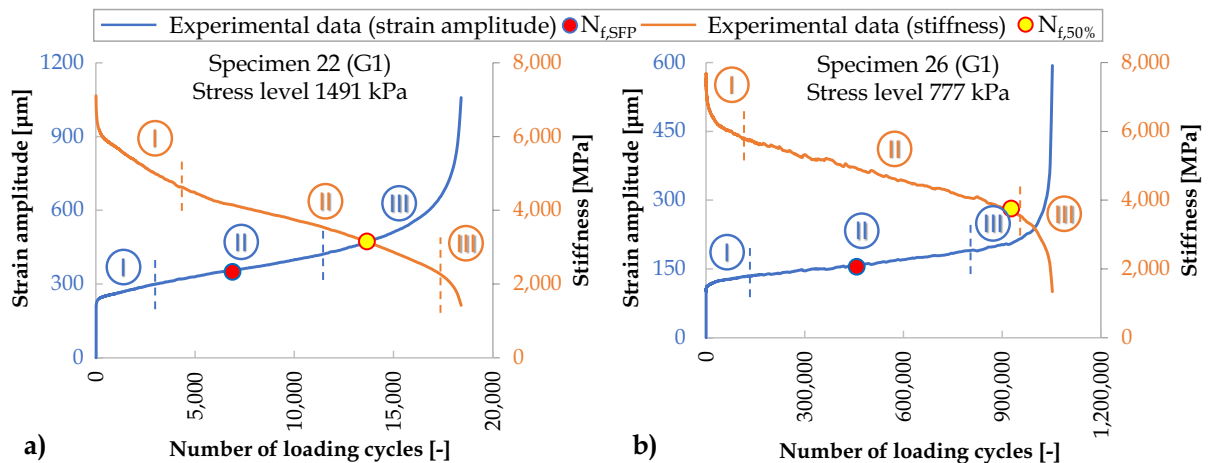 Experimental data (strain amplitude) N_f,SFP Experimental data (stiffness) N_f,50%
Specimen 22 (G1)
Stress level 1491 kPa
Strain amplitude [µm]
1200
900
600
300
0
Stiffness [MPa]
8,000
6,000
4,000
2,000
0
I
II
III
I
II
III
0
5,000
10,000
15,000
20,000
Number of loading cycles [-]
a)
Specimen 26 (G1)
Stress level 777 kPa
Strain amplitude [µm]
600
450
300
150
0
Stiffness [MPa]
8,000
6,000
4,000
2,000
0
I
II
III
I
II
III
0
300,000
600,000
900,000
1,200,000
Number of loading cycles [-]
b)